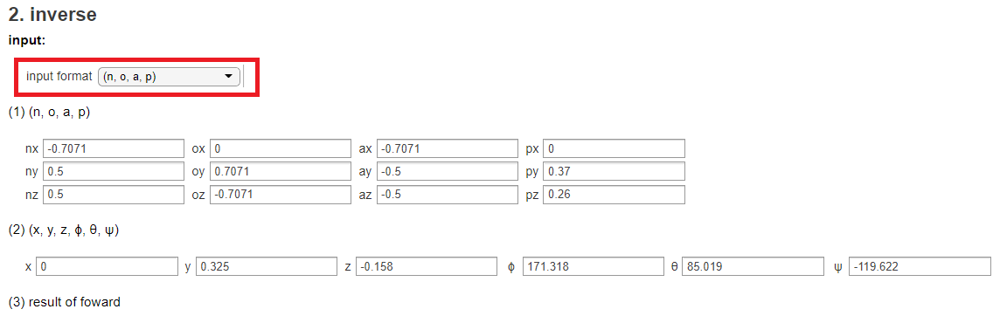 2. inverse
input:
input format (n, o, a, p)
(1) (n, o, a, p)
nx -0.7071 ox 0 ax -0.7071 px 0
ny 0.5 oy 0.7071 ay -0.5 py 0.37
nz 0.5 oz -0.7071 az -0.5 pz 0.26
(2) (x, y, z, ϕ, θ, ψ)
x 0 y 0.325 z -0.158 ϕ 171.318 θ 85.019 ψ -119.622
(3) result of foward